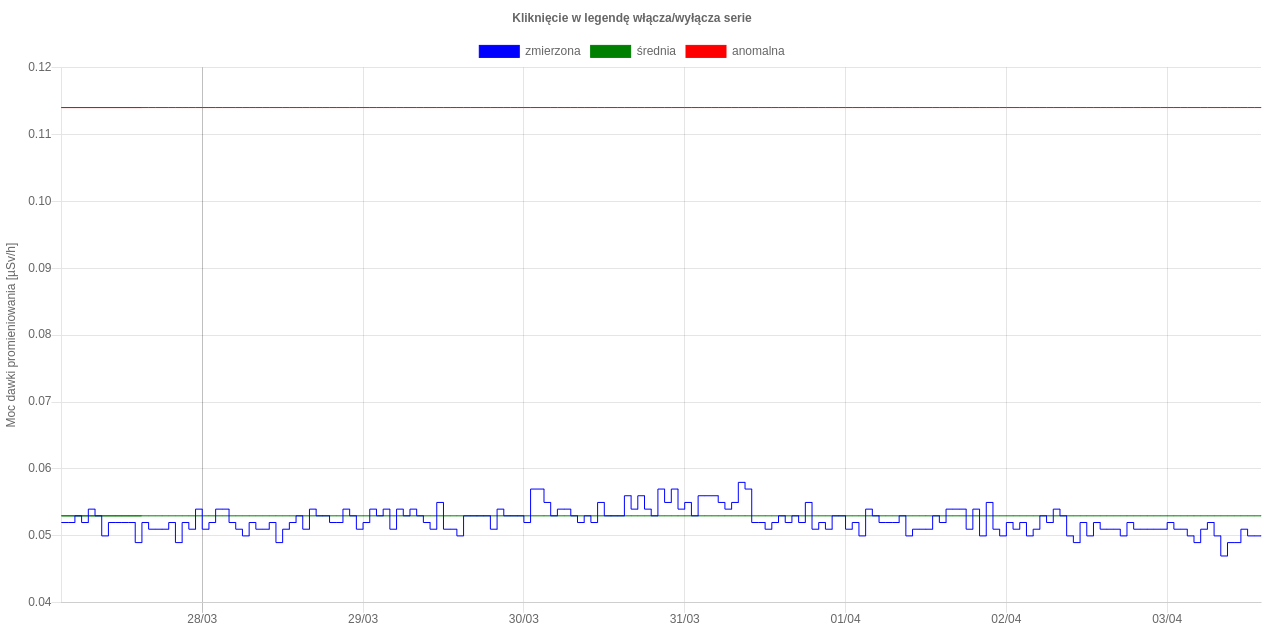 Kliknięcie w legendę włącza/wyłącza serie
zmierzona średnia anomalna
Moc dawki promieniowania [µSv/h]
0.12
0.11
0.10
0.09
0.08
0.07
0.06
0.05
0.04
28/03 29/03 30/03 31/03 01/04 02/04 03/04